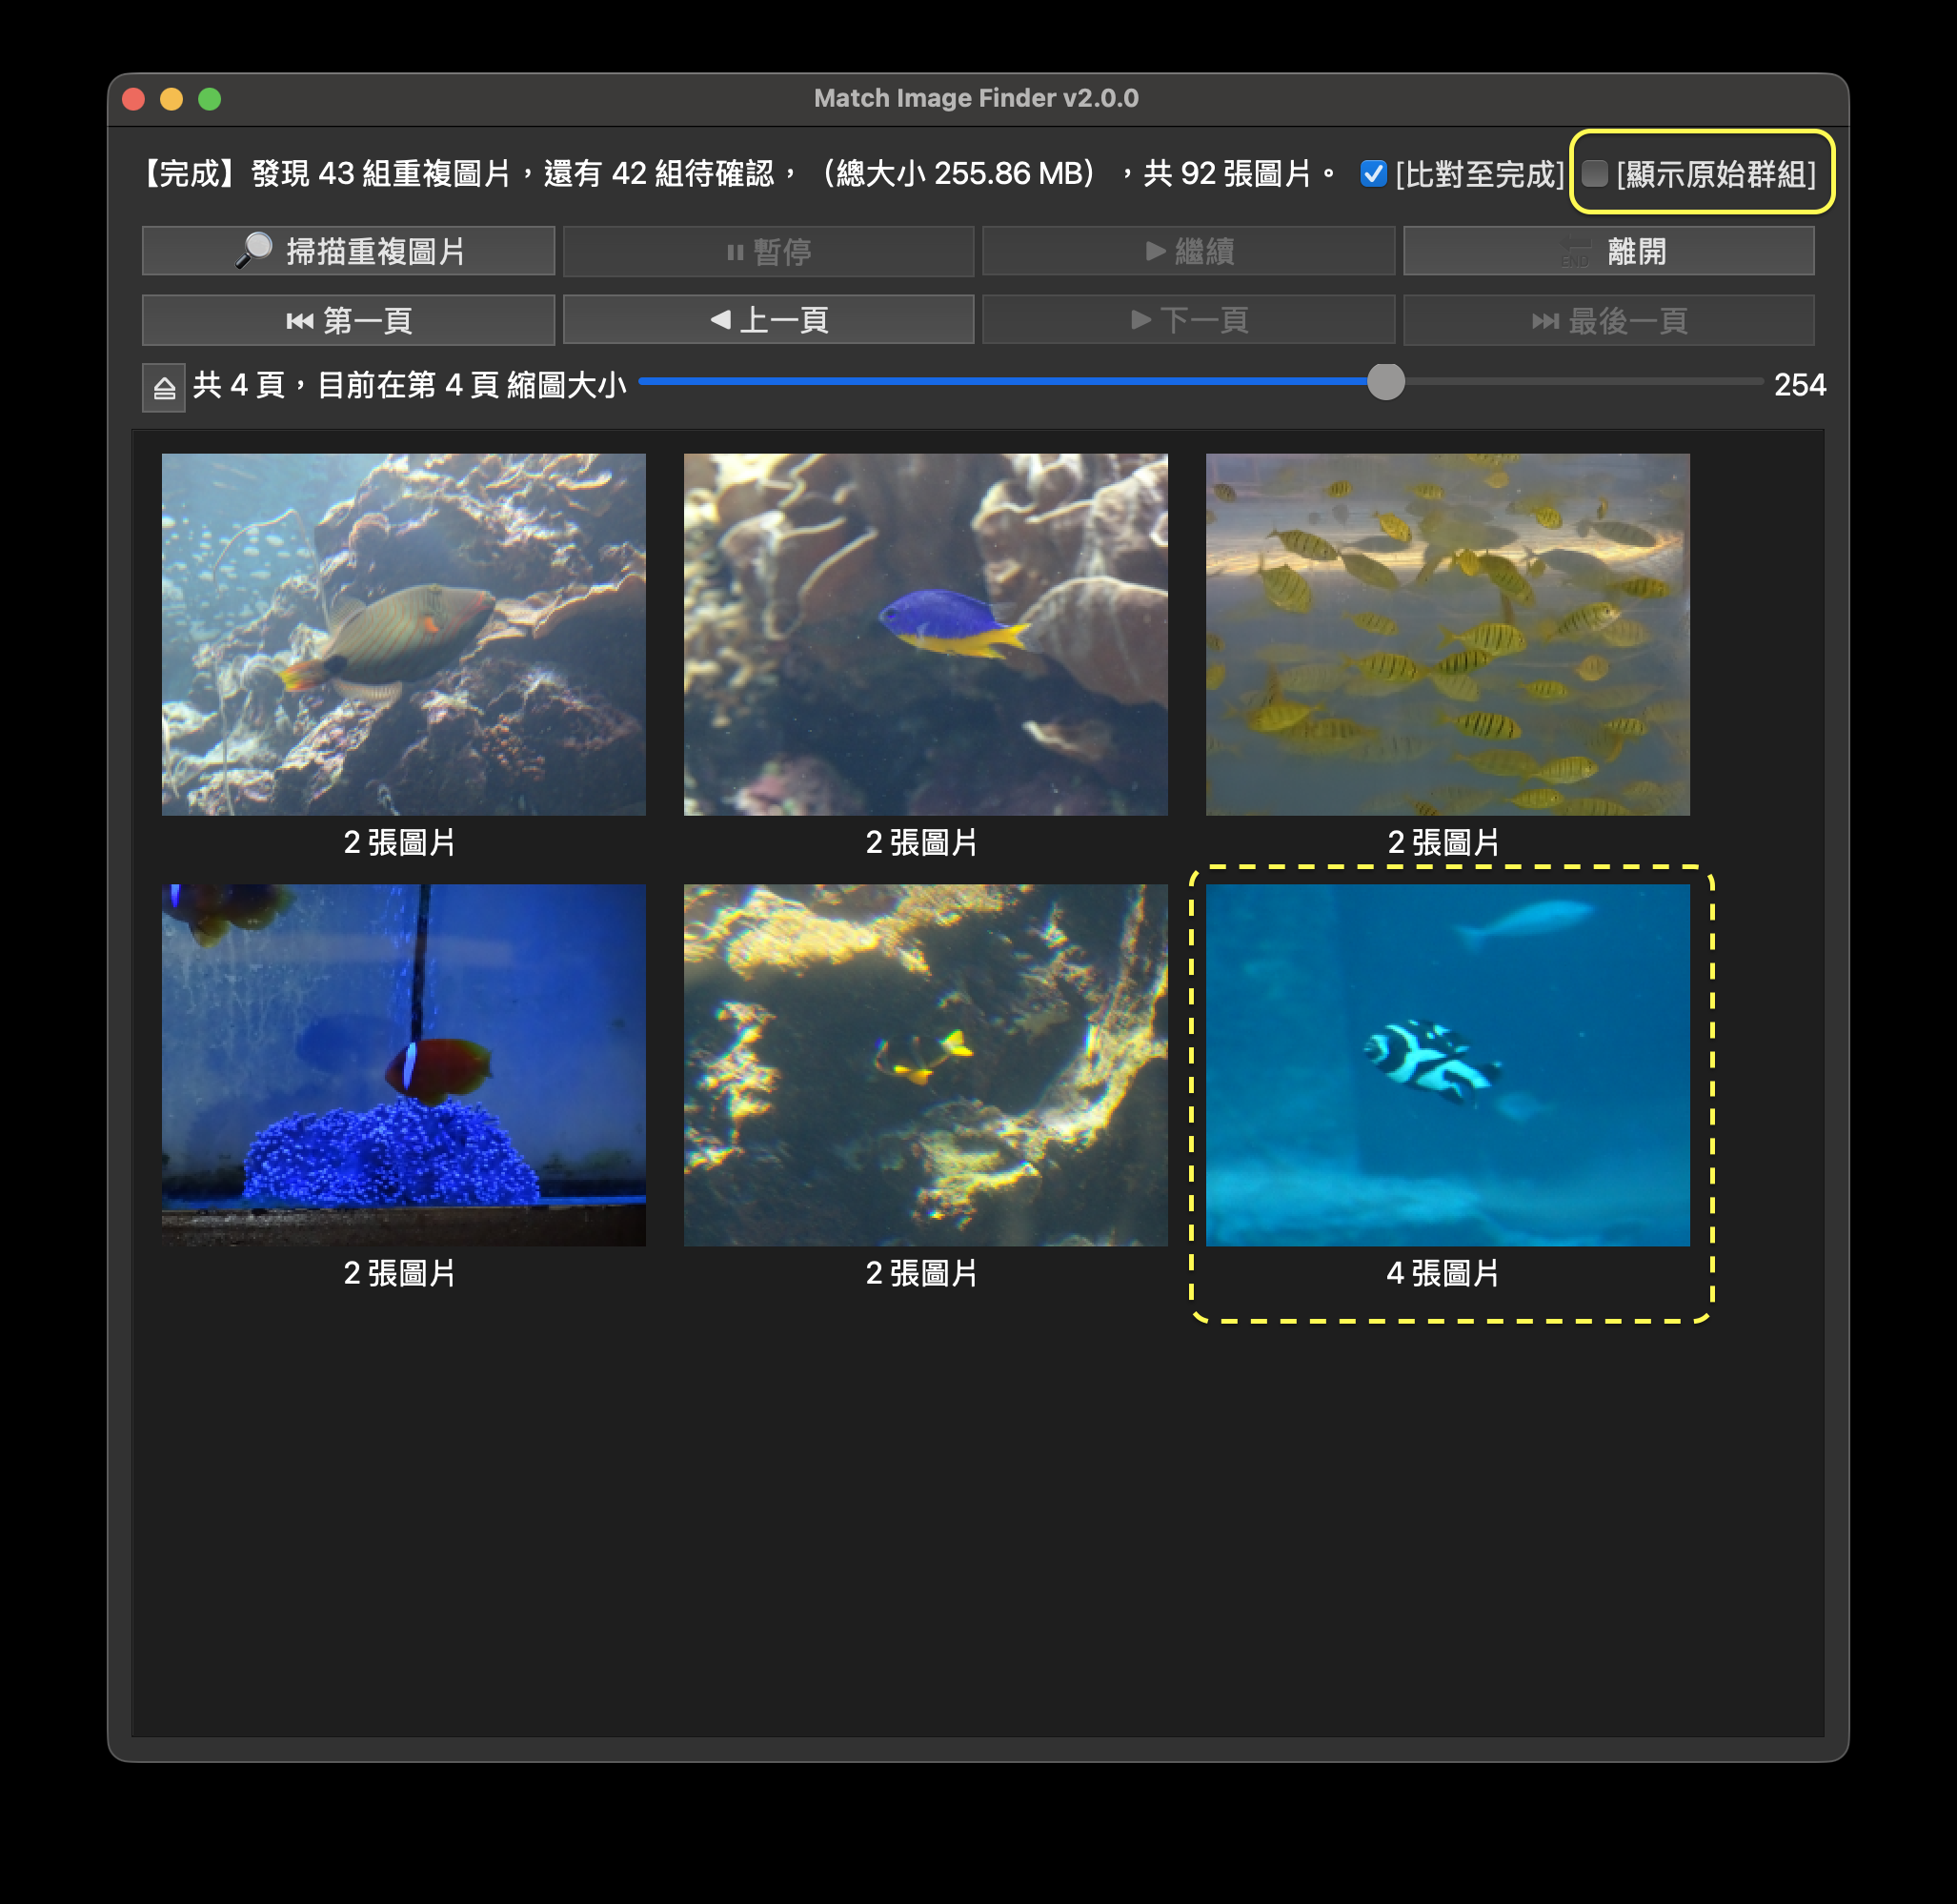 Match Image Finder v2.0.0
【完成】發現 43 組重複圖片，還有 42 組待確認，（總大小 255.86 MB），共 92 張圖片。 [比對至完成] [顯示原始群組]
掃描重複圖片 暫停 繼續 END 離開
第一頁 上一頁 下一頁 最後一頁
共 4 頁，目前在第 4 頁 縮圖大小 254
2 張圖片 2 張圖片 2 張圖片
2 張圖片 2 張圖片 4 張圖片